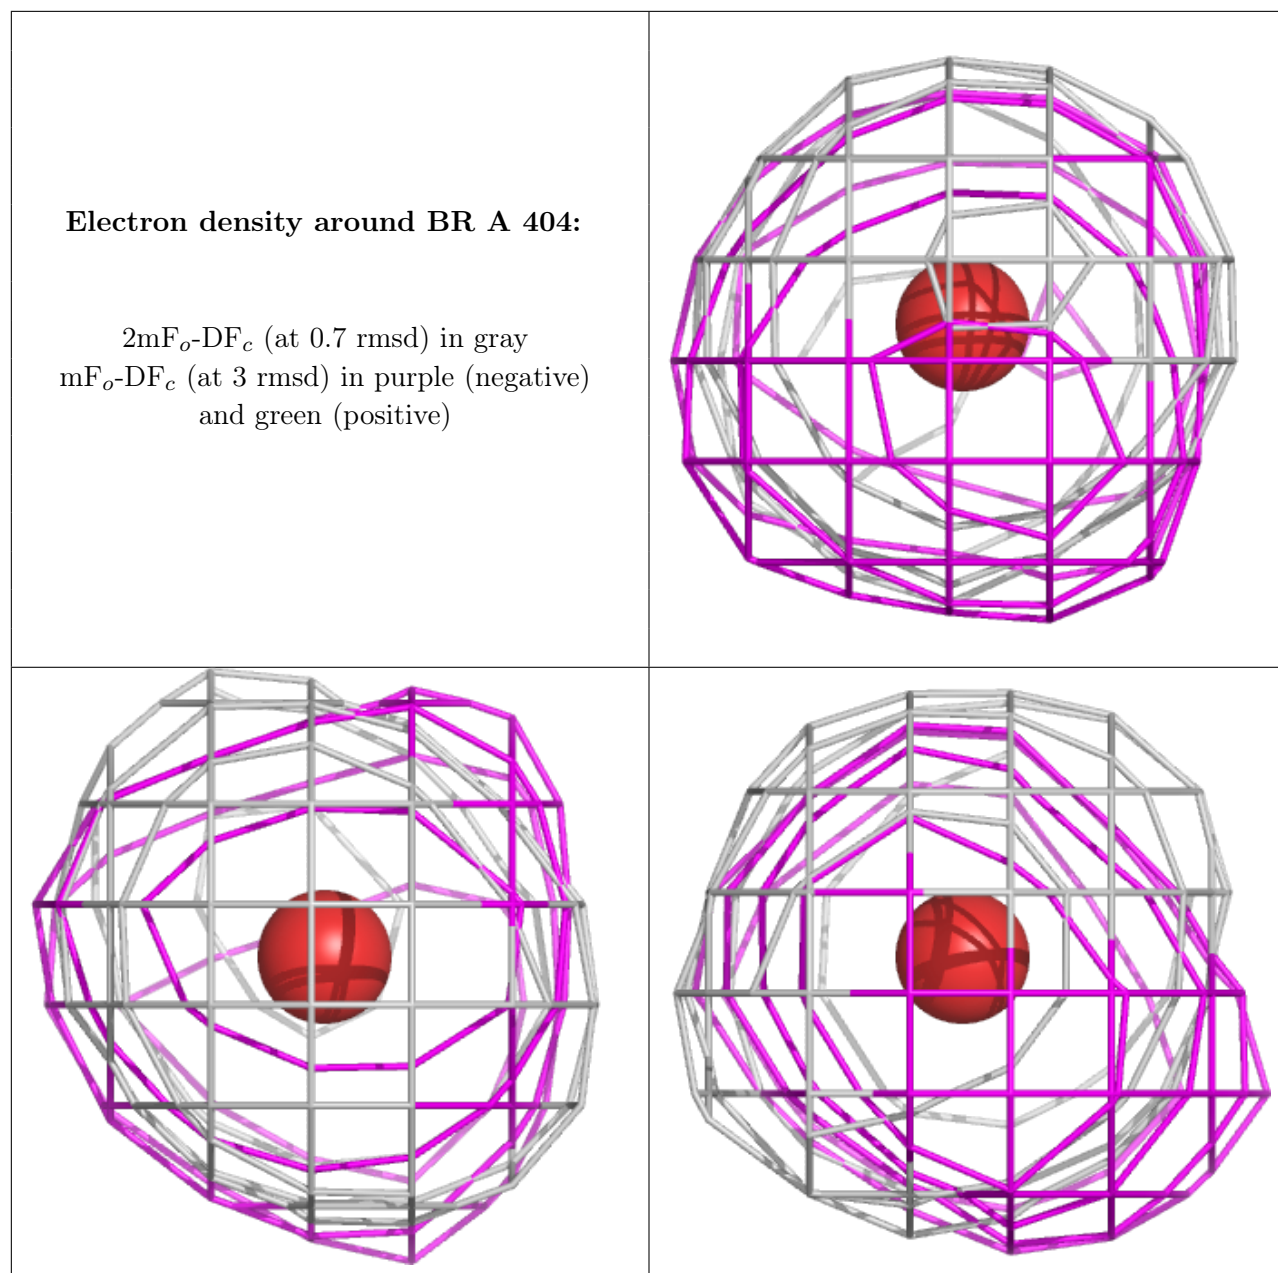 Electron density around BR A 404:
2mFo-DFc (at 0.7 rmsd) in gray
mFo-DFc (at 3 rmsd) in purple (negative)
and green (positive)